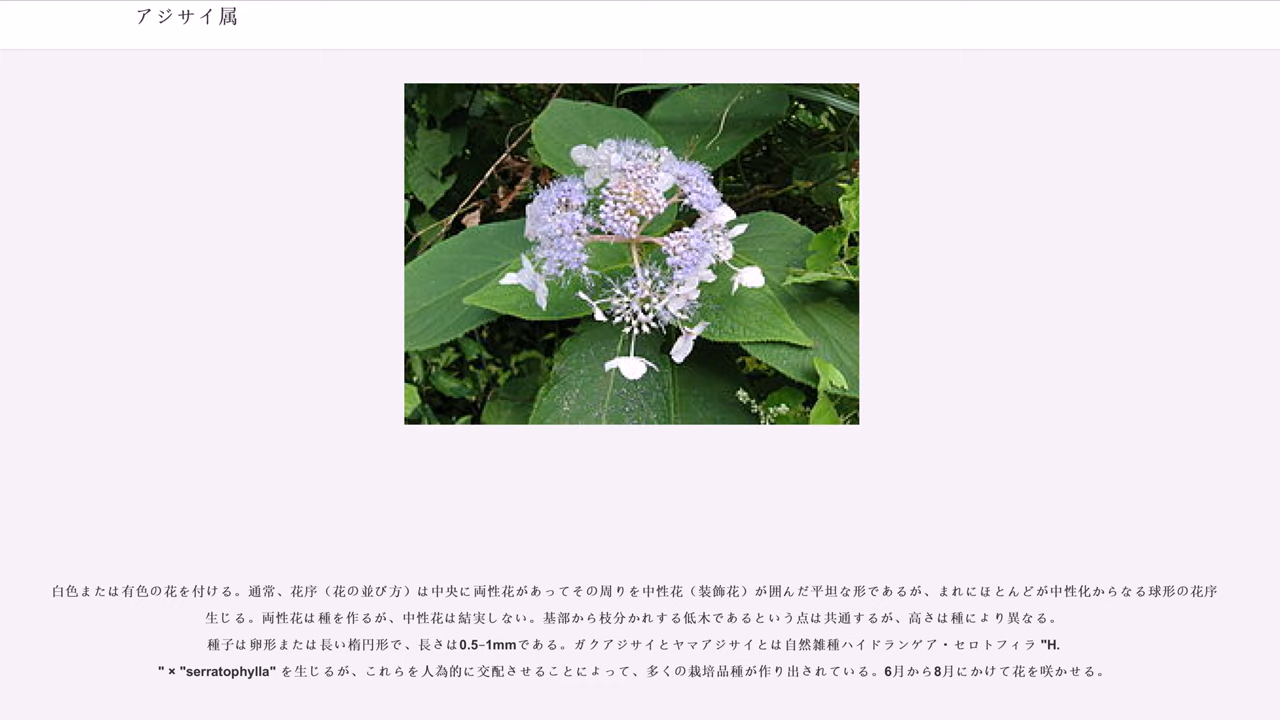 アジサイ属
白色または有色の花を付ける。通常、花序（花の並び方）は中央に両性花があってその周りを中性花（装飾花）が囲んだ平坦な形であるが、まれにほとんどが中性化からなる球形の花序
生じる。両性花は種を作るが、中性花は結実しない。基部から枝分かれする低木であるという点は共通するが、高さは種により異なる。
種子は卵形または長い楕円形で、長さは0.5–1mmである。ガクアジサイとヤマアジサイとは自然雑種ハイドランゲア・セロトフィラ "H.
" × "serratophylla" を生じるが、これらを人為的に交配させることによって、多くの栽培品種が作り出されている。6月から8月にかけて花を咲かせる。